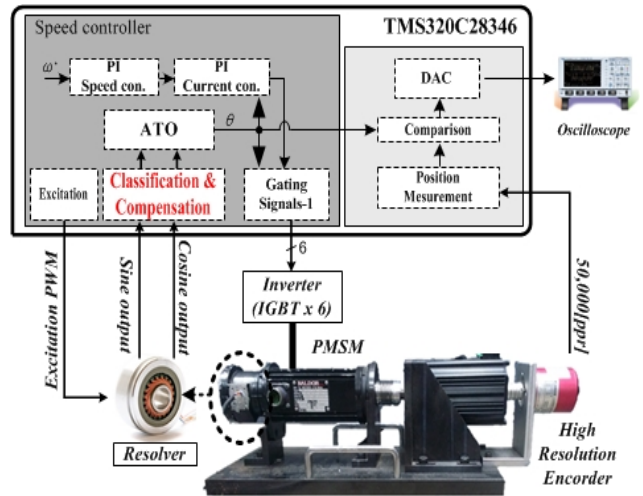 Speed controller
TMS320C28346
ω*
PI
Speed con.
PI
Current con.
DAC
Oscilloscope
ATO
θ
Comparison
Excitation
Classification &
Compensation
Gating
Signals-1
Position
Mesurement
6
Excitation PWM
Sine output
Cosine output
Inverter
(IGBT x 6)
50,000[ppr]
PMSM
BALDOR
Resolver
High
Resolution
Encorder